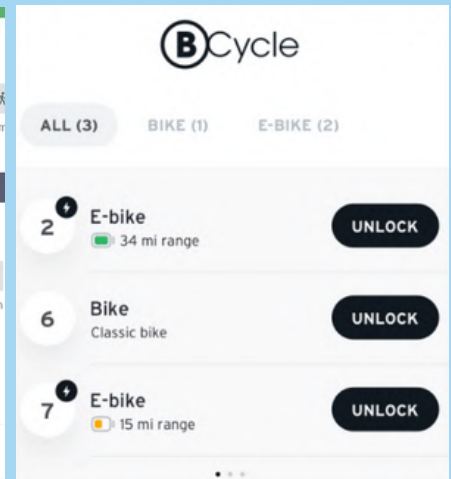 BCycle
ALL (3) BIKE (1) E-BIKE (2)
2 E-bike UNLOCK
34 mi range
6 Bike UNLOCK
Classic bike
7 E-bike UNLOCK
15 mi range